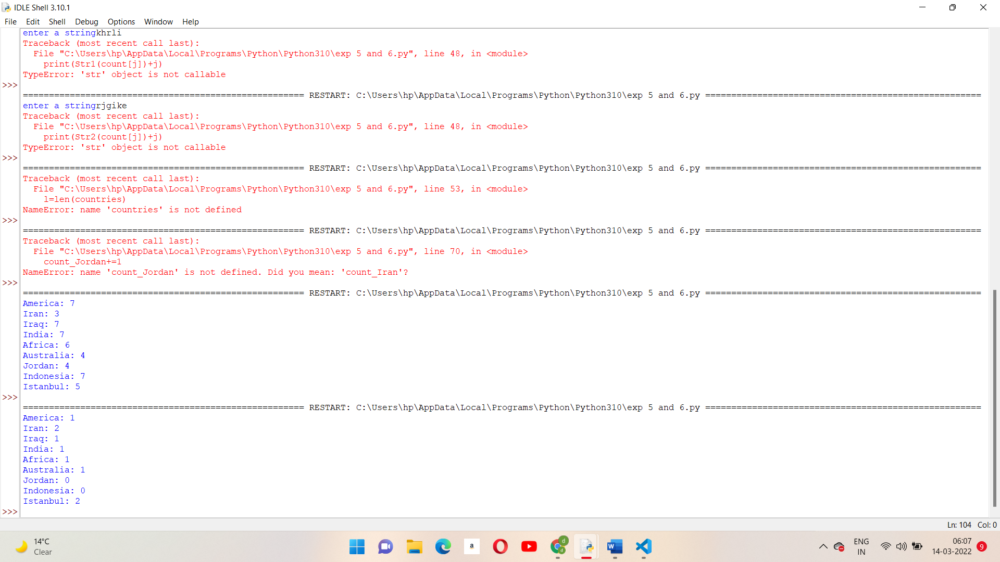 IDLE Shell 3.10.1
File Edit Shell Debug Options Window Help
enter a stringkhrli
Traceback (most recent call last):
  File "C:\Users\hp\AppData\Local\Programs\Python\Python310\exp 5 and 6.py", line 48, in <module>
    print(Str1(count[j])+j)
TypeError: 'str' object is not callable
>>>
====================================================== RESTART: C:\Users\hp\AppData\Local\Programs\Python\Python310\exp 5 and 6.py =====================================================
enter a stringrjgike
Traceback (most recent call last):
  File "C:\Users\hp\AppData\Local\Programs\Python\Python310\exp 5 and 6.py", line 48, in <module>
    print(Str2(count[j])+j)
TypeError: 'str' object is not callable
>>>
====================================================== RESTART: C:\Users\hp\AppData\Local\Programs\Python\Python310\exp 5 and 6.py =====================================================
Traceback (most recent call last):
  File "C:\Users\hp\AppData\Local\Programs\Python\Python310\exp 5 and 6.py", line 53, in <module>
    l=len(countries)
NameError: name 'countries' is not defined
>>>
====================================================== RESTART: C:\Users\hp\AppData\Local\Programs\Python\Python310\exp 5 and 6.py =====================================================
Traceback (most recent call last):
  File "C:\Users\hp\AppData\Local\Programs\Python\Python310\exp 5 and 6.py", line 70, in <module>
    count_Jordan+=1
NameError: name 'count_Jordan' is not defined. Did you mean: 'count_Iran'?
>>>
====================================================== RESTART: C:\Users\hp\AppData\Local\Programs\Python\Python310\exp 5 and 6.py =====================================================
America: 7
Iran: 3
Iraq: 7
India: 7
Africa: 6
Australia: 4
Jordan: 4
Indonesia: 7
Istanbul: 5
>>>
====================================================== RESTART: C:\Users\hp\AppData\Local\Programs\Python\Python310\exp 5 and 6.py =====================================================
America: 1
Iran: 2
Iraq: 1
India: 1
Africa: 1
Australia: 1
Jordan: 0
Indonesia: 0
Istanbul: 2
>>>
Ln: 104 Col: 0
14°C
Clear
a
d
d
W
ENG
IN
06:07
14-03-2022
9